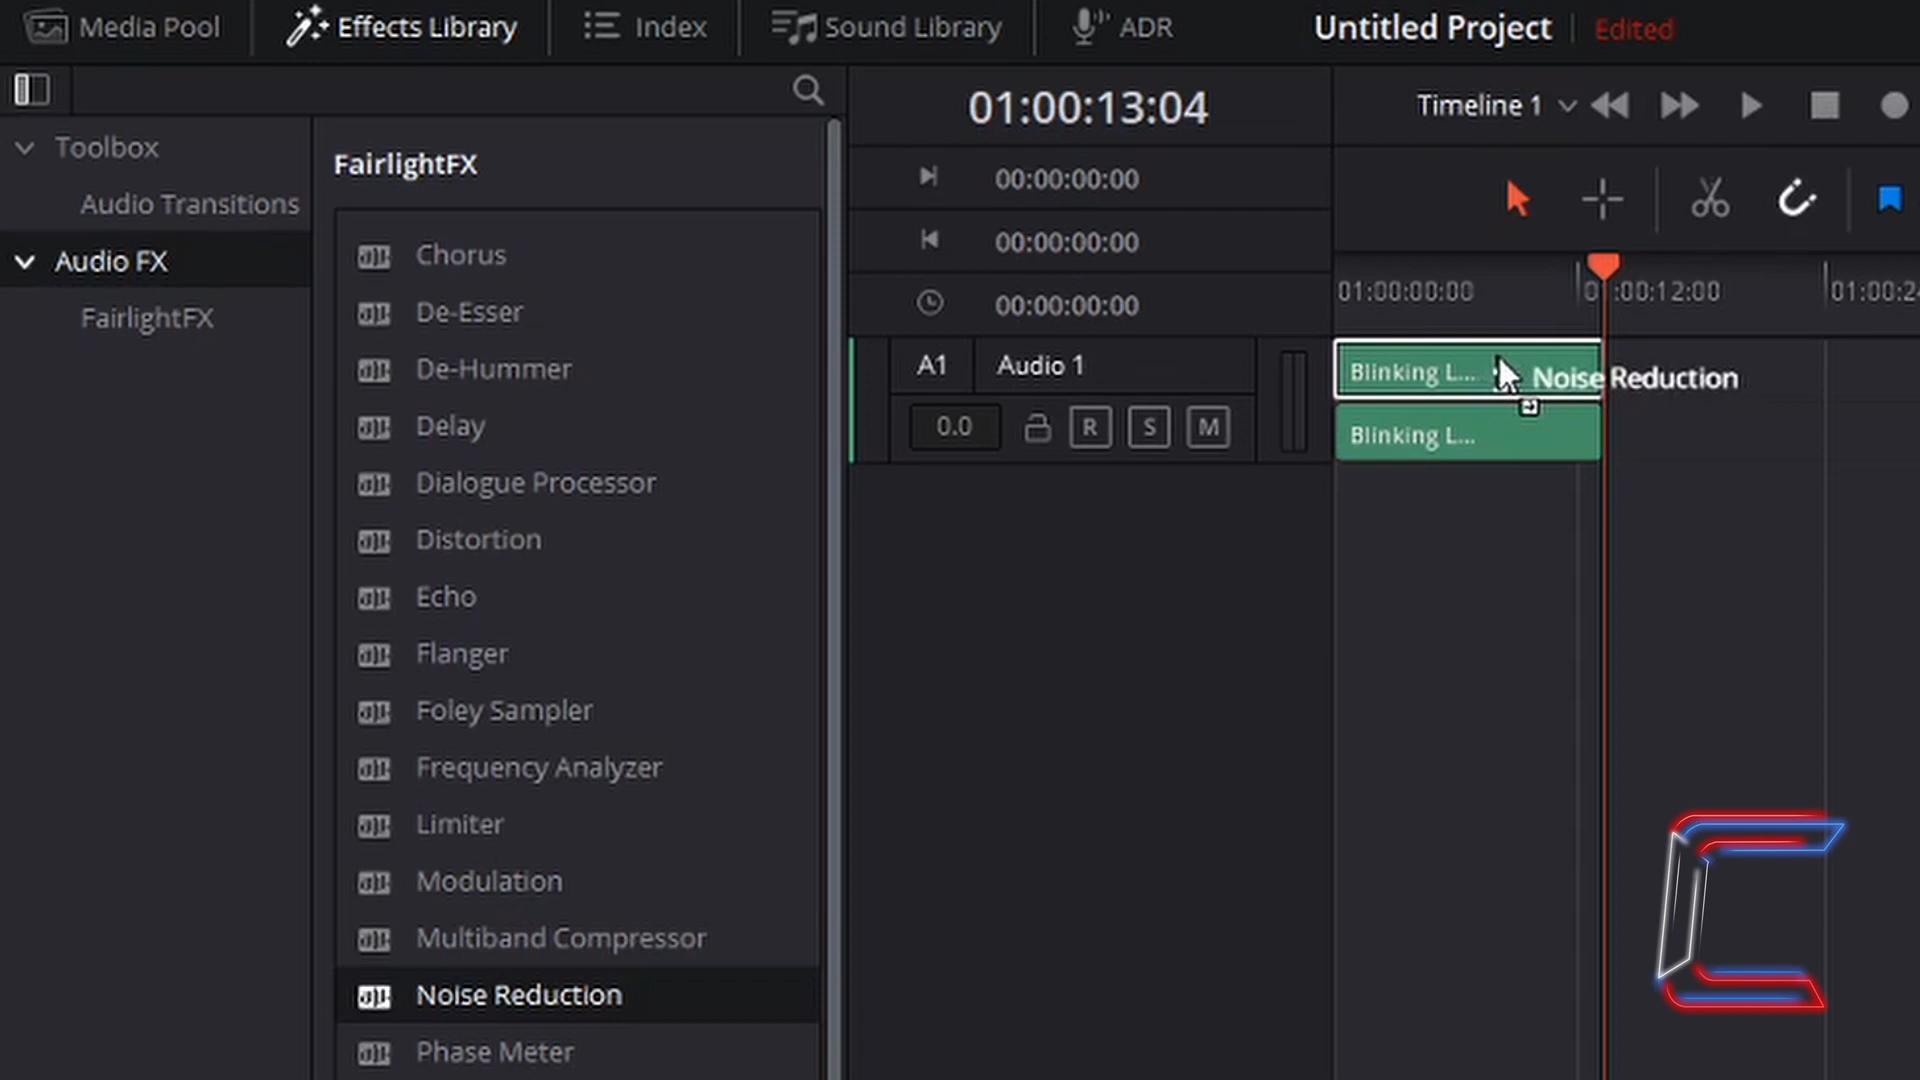 Media Pool
Effects Library
Index
Sound Library
ADR
Untitled Project
Edited
01:00:13:04
Timeline 1
Toolbox
Audio Transitions
Audio FX
FairlightFX
FairlightFX
Chorus
De-Esser
De-Hummer
Delay
Dialogue Processor
Distortion
Echo
Flanger
Foley Sampler
Frequency Analyzer
Limiter
Modulation
Multiband Compressor
Noise Reduction
Phase Meter
00:00:00:00
00:00:00:00
00:00:00:00
01:00:00:00
:00:12:00
01:00:24
A1
Audio 1
0.0
R
S
M
Blinking L...
Noise Reduction
Blinking L...